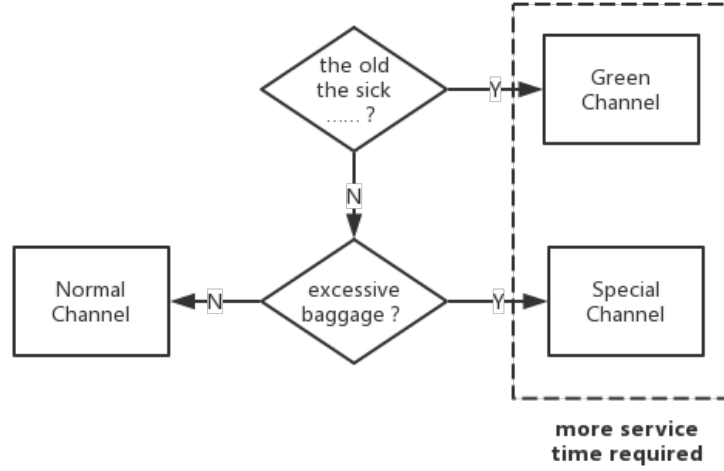 the old
the sick
...... ?
Y
Green
Channel
N
Normal
Channel
N
excessive
baggage ?
Y
Special
Channel
more service
time required